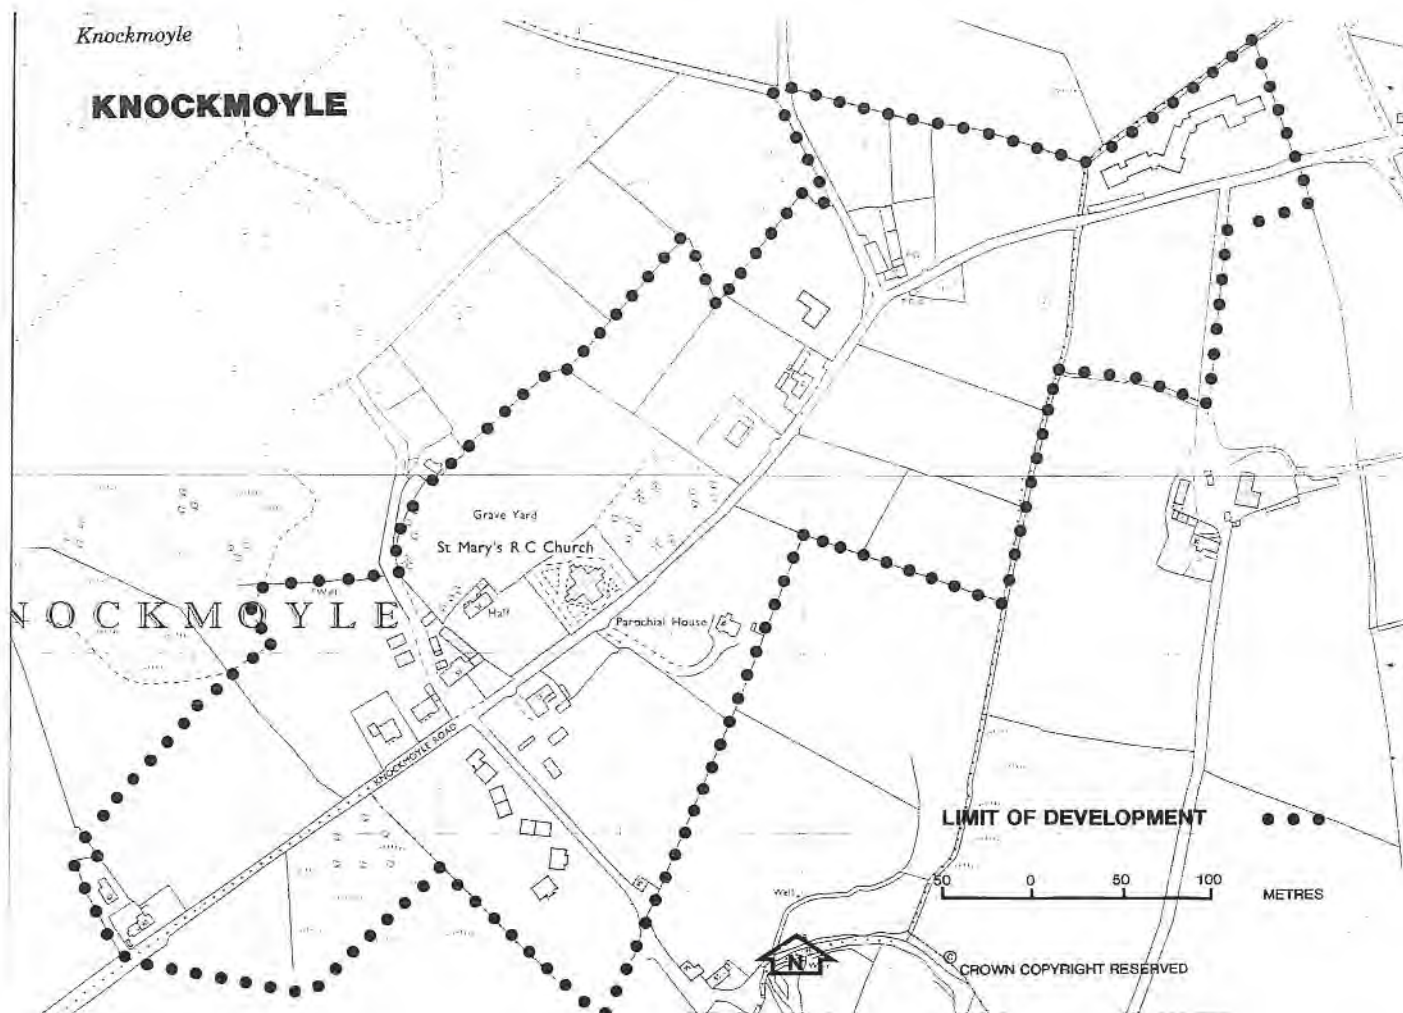 Knockmoyle
KNOCKMOYLE
Grave Yard
St Mary's R C Church
Well
NOCKMOYLE
Hall
Parochial House
KNOCKMOYLE ROAD
LIMIT OF DEVELOPMENT
Well
50 0 50 100
METRES
N
© CROWN COPYRIGHT RESERVED